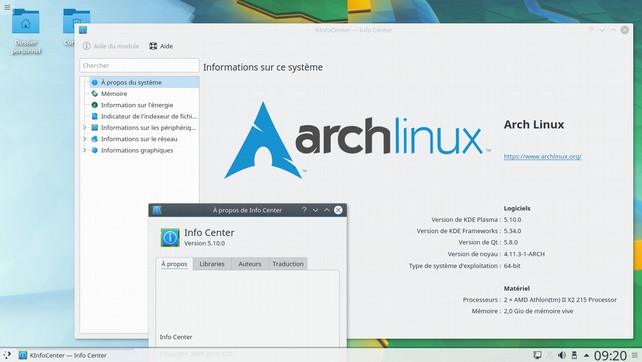 KInfoCenter — Info Center
Dossier
personnel
Aide du module
Aide
Chercher
Informations sur ce système
À propos du système
Mémoire
Information sur l'énergie
Indicateur de l'indexeur de fichi...
Informations sur les périphériq...
Informations sur le réseau
Informations graphiques
archlinux
™
™
Arch Linux
https://www.archlinux.org/
Logiciels
Version de KDE Plasma : 5.10.0
Version de KDE Frameworks : 5.34.0
Version de Qt : 5.8.0
Version de noyau : 4.11.3-1-ARCH
Type de système d'exploitation : 64-bit
Matériel
Processeurs : 2 × AMD Athlon(tm) II X2 215 Processor
Mémoire : 2,0 Gio de mémoire vive
À propos de Info Center
Info Center
Version 5.10.0
À propos
Libraries
Auteurs
Traduction
Info Center
KInfoCenter — Info Center
09:20